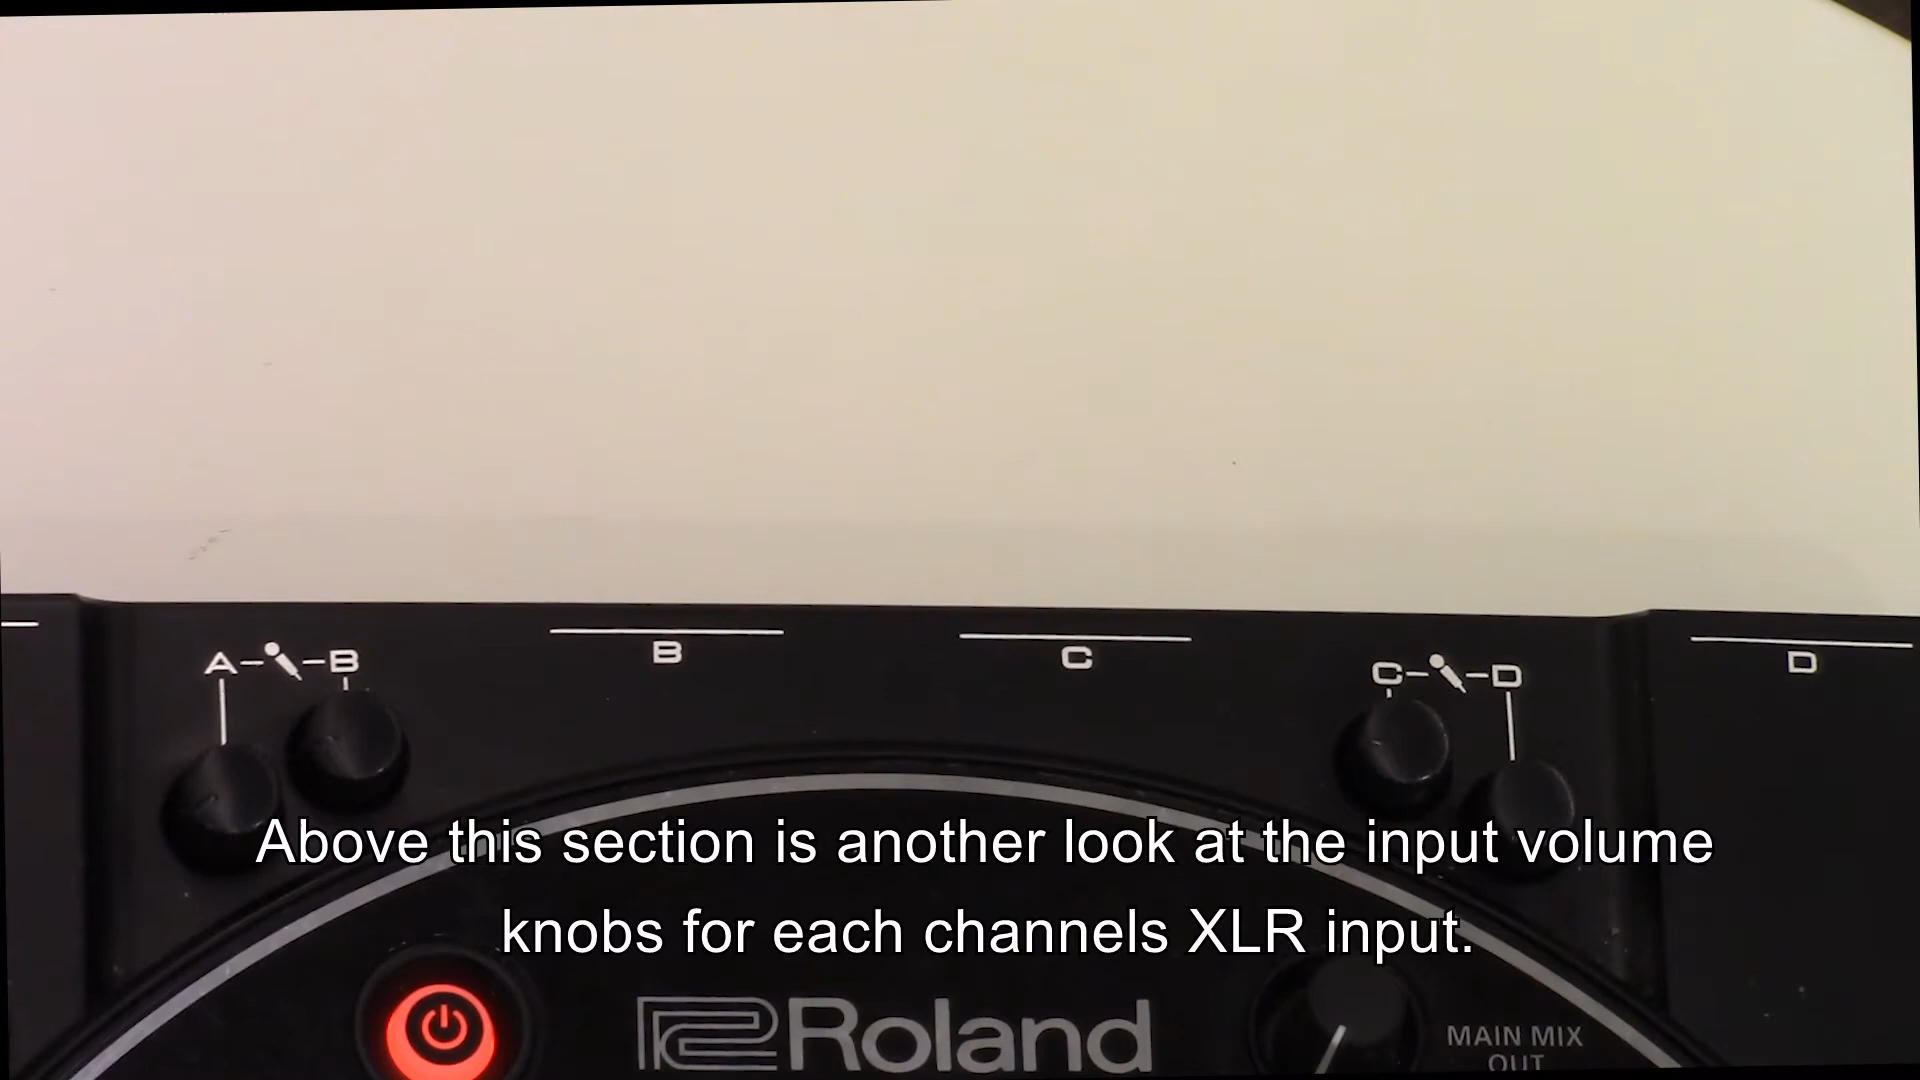 A B
B
C
C D
D
Above this section is another look at the input volume
knobs for each channels XLR input.
Roland
MAIN MIX
OUT